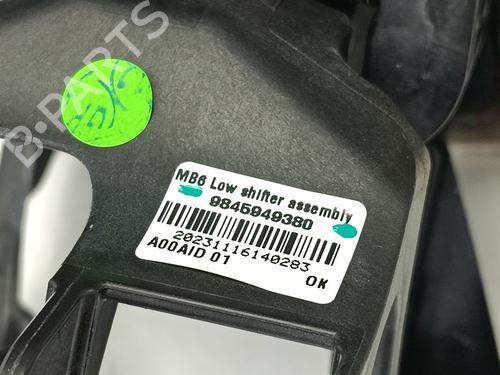 B-PARTS
MB6 Low shifter assembly
9845949380
20231116140283
A00AID 01
OK